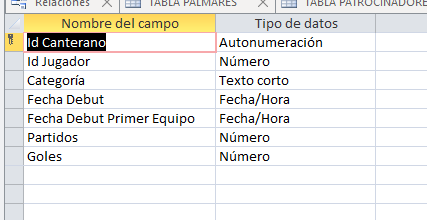 Relaciones TABLA PALMARES TABLA PATROCINADORE
Nombre del campo Tipo de datos
Id Canterano Autonumeración
Id Jugador Número
Categoría Texto corto
Fecha Debut Fecha/Hora
Fecha Debut Primer Equipo Fecha/Hora
Partidos Número
Goles Número